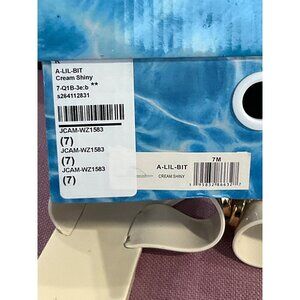 A-LIL-BIT
Cream Shiny
7-Q1B-3e:b **
s264112831
JCAM-WZ1583
(7)
JCAM-WZ1583
(7)
JCAM-WZ1583
(7)
A-LIL-BIT
7M
CREAM SHINY